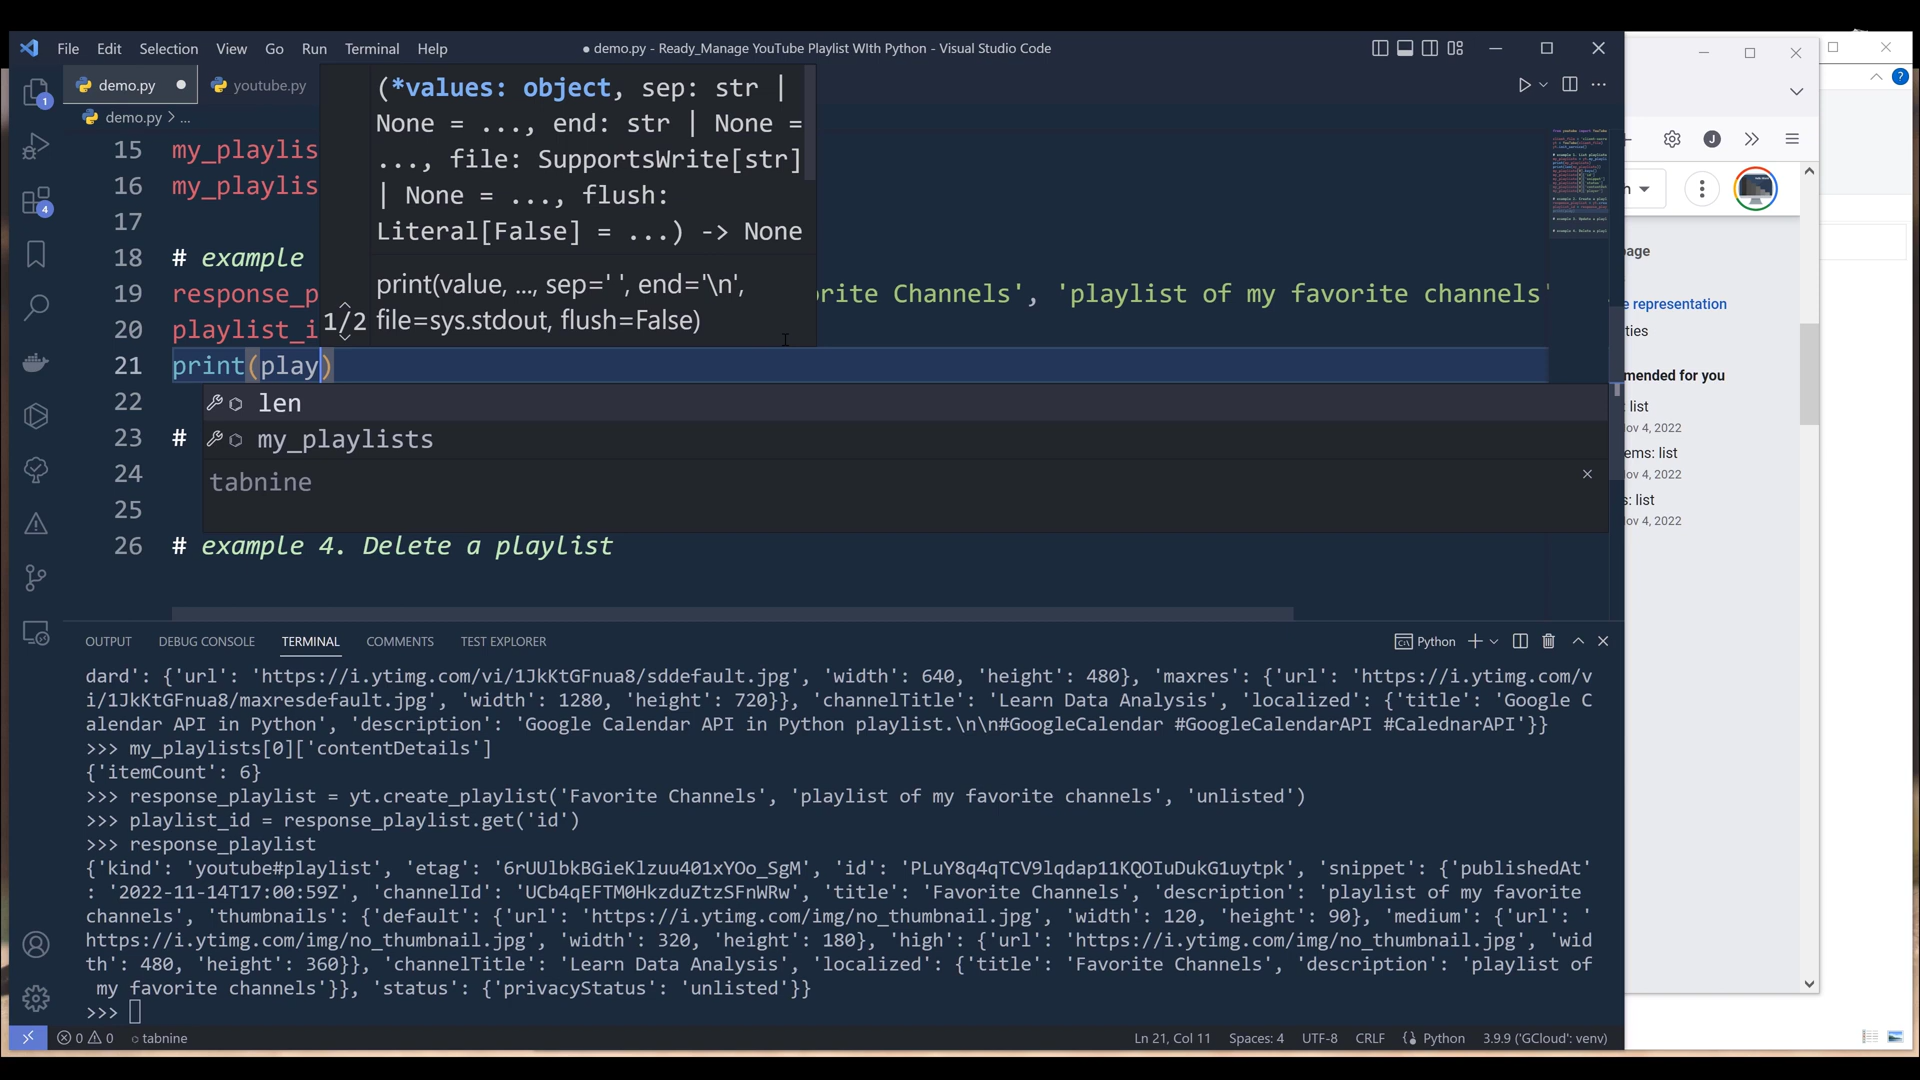 File Edit Selection View Go Run Terminal Help
● demo.py - Ready_Manage YouTube Playlist WIth Python - Visual Studio Code
demo.py
youtube.py
demo.py > ...
(*values: object, sep: str |
None = ..., end: str | None =
..., file: SupportsWrite[str]
| None = ..., flush:
Literal[False] = ...) -> None
print(value, ..., sep=' ', end='\n',
1/2 file=sys.stdout, flush=False)
15 my_playlis
16 my_playlis
17
18 # example
19 response_p rite Channels', 'playlist of my favorite channels'
20 playlist_i
21 print(play)
22 len
23 # my_playlists
24 tabnine
25
26 # example 4. Delete a playlist
OUTPUT DEBUG CONSOLE TERMINAL COMMENTS TEST EXPLORER
Python
dard': {'url': 'https://i.ytimg.com/vi/1JkKtGFnua8/sddefault.jpg', 'width': 640, 'height': 480}, 'maxres': {'url': 'https://i.ytimg.com/v
i/1JkKtGFnua8/maxresdefault.jpg', 'width': 1280, 'height': 720}}, 'channelTitle': 'Learn Data Analysis', 'localized': {'title': 'Google C
alendar API in Python', 'description': 'Google Calendar API in Python playlist.\n\n#GoogleCalendar #GoogleCalendarAPI #CalednarAPI'}}
>>> my_playlists[0]['contentDetails']
{'itemCount': 6}
>>> response_playlist = yt.create_playlist('Favorite Channels', 'playlist of my favorite channels', 'unlisted')
>>> playlist_id = response_playlist.get('id')
>>> response_playlist
{'kind': 'youtube#playlist', 'etag': '6rUUlbkBGieKlzuu401xYOo_SgM', 'id': 'PLuY8q4qTCV9lqdap11KQOIuDukG1uytpk', 'snippet': {'publishedAt'
: '2022-11-14T17:00:59Z', 'channelId': 'UCb4qEFTM0HkzduZtzSFnWRw', 'title': 'Favorite Channels', 'description': 'playlist of my favorite
channels', 'thumbnails': {'default': {'url': 'https://i.ytimg.com/img/no_thumbnail.jpg', 'width': 120, 'height': 90}, 'medium': {'url': '
https://i.ytimg.com/img/no_thumbnail.jpg', 'width': 320, 'height': 180}, 'high': {'url': 'https://i.ytimg.com/img/no_thumbnail.jpg', 'wid
th': 480, 'height': 360}}, 'channelTitle': 'Learn Data Analysis', 'localized': {'title': 'Favorite Channels', 'description': 'playlist of
my favorite channels'}}, 'status': {'privacyStatus': 'unlisted'}}
>>>
0 0 tabnine
Ln 21, Col 11 Spaces: 4 UTF-8 CRLF Python 3.9.9 ('GCloud': venv)
1
4
J
?
h
page
e representation
ties
mended for you
: list
ov 4, 2022
ems: list
ov 4, 2022
s: list
ov 4, 2022